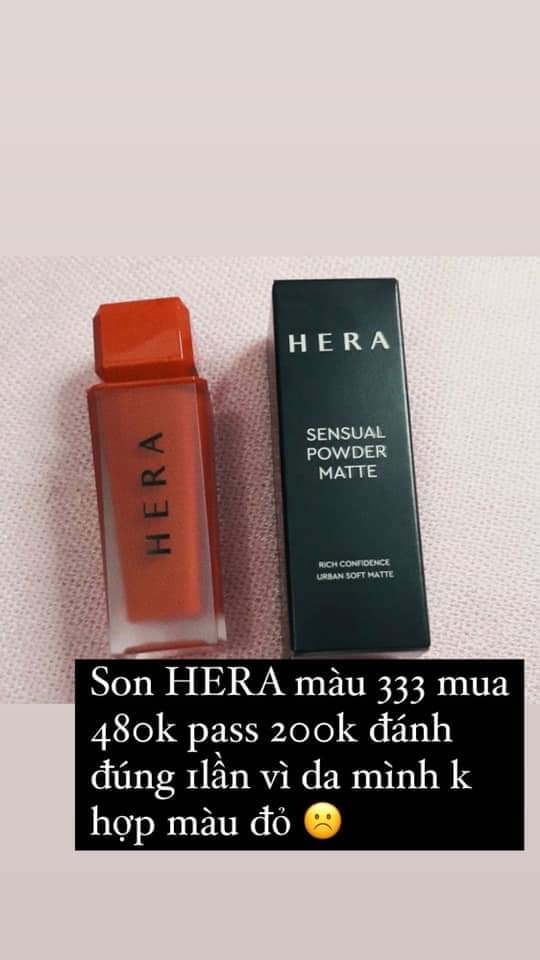 HERA
HERA
SENSUAL
POWDER
MATTE
RICH CONFIDENCE
URBAN SOFT MATTE
Son HERA màu 333 mua
480k pass 200k đánh
đúng 1lần vì da mình k
hợp màu đỏ ☹️